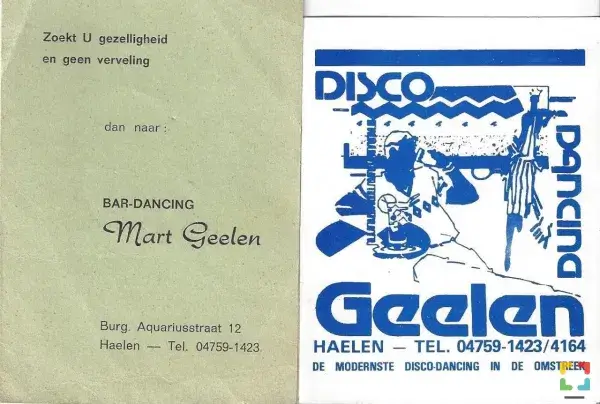 Zoekt U gezelligheid
en geen verveling
dan naar :
BAR-DANCING
Mart Geelen
Burg. Aquariusstraat 12
Haelen — Tel. 04759-1423
DISCO
DANCING
Geelen
HAELEN — TEL. 04759-1423/4164
DE MODERNSTE DISCO-DANCING IN DE OMSTREEK